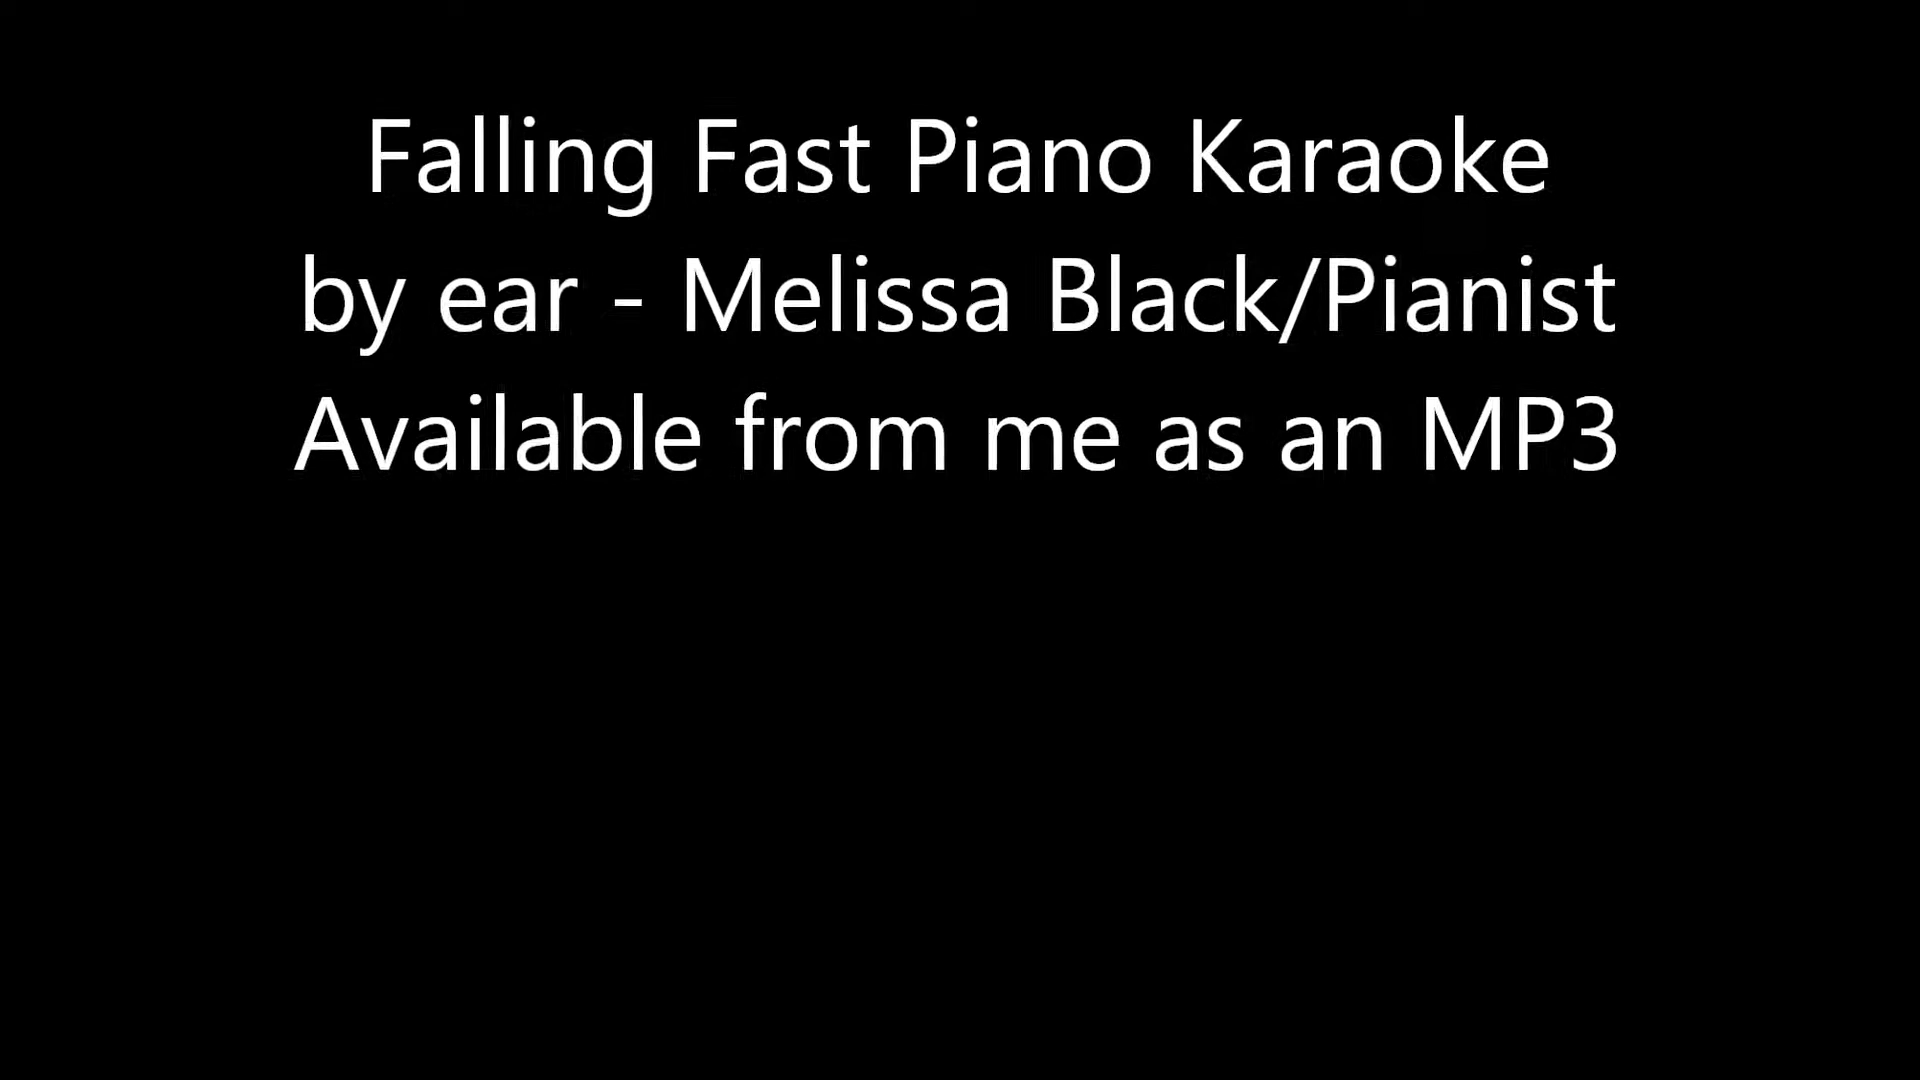 Falling Fast Piano Karaoke
by ear - Melissa Black/Pianist
Available from me as an MP3